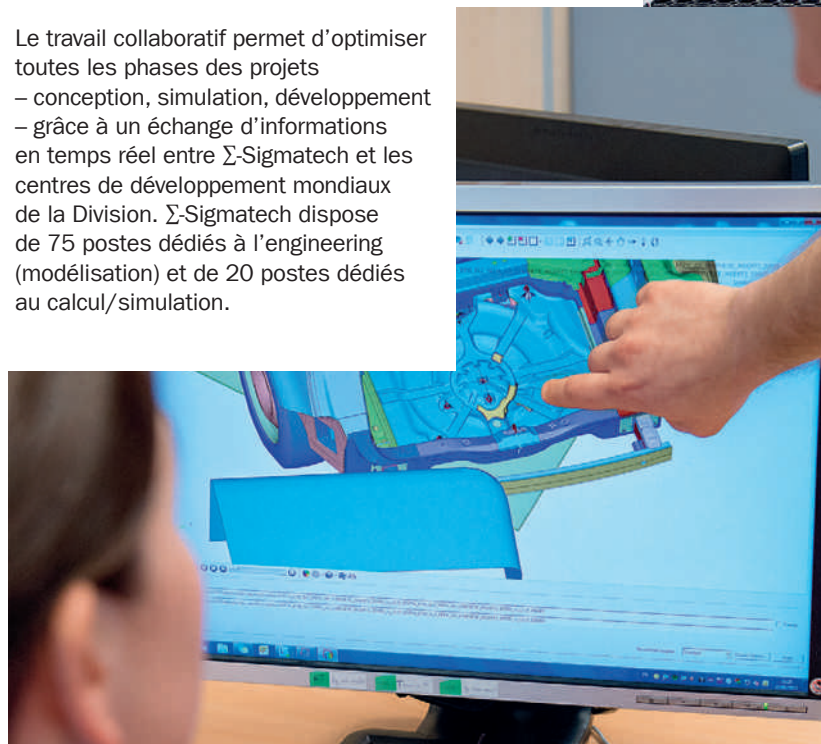 Le travail collaboratif permet d’optimiser
toutes les phases des projets
– conception, simulation, développement
– grâce à un échange d’informations
en temps réel entre ∑-Sigmatech et les
centres de développement mondiaux
de la Division. ∑-Sigmatech dispose
de 75 postes dédiés à l’engineering
(modélisation) et de 20 postes dédiés
au calcul/simulation.